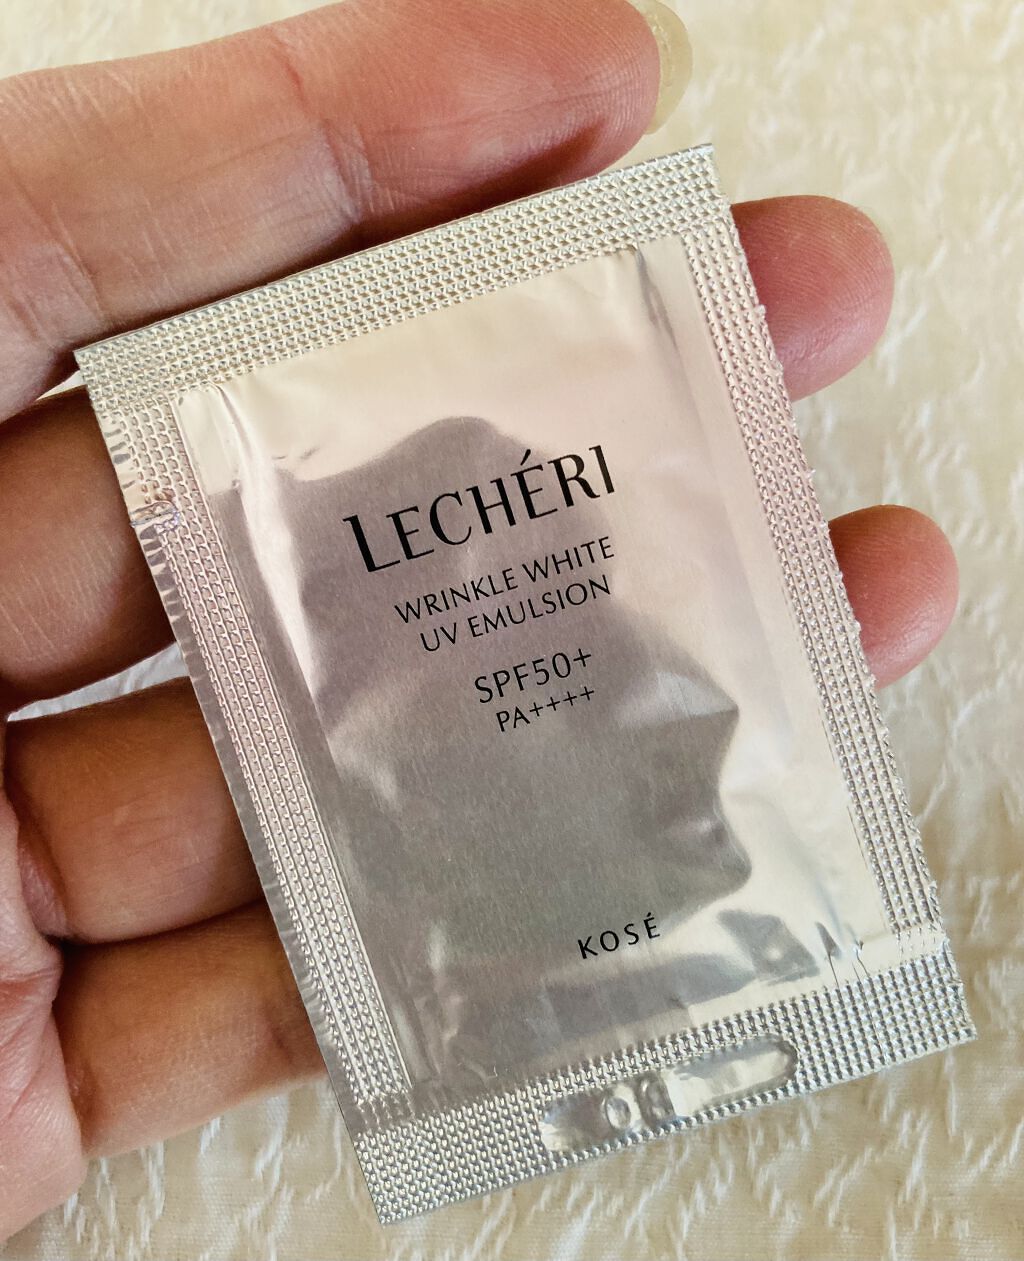 LECHÉRI
WRINKLE WHITE
UV EMULSION
SPF50+
PA++++
KOSÉ